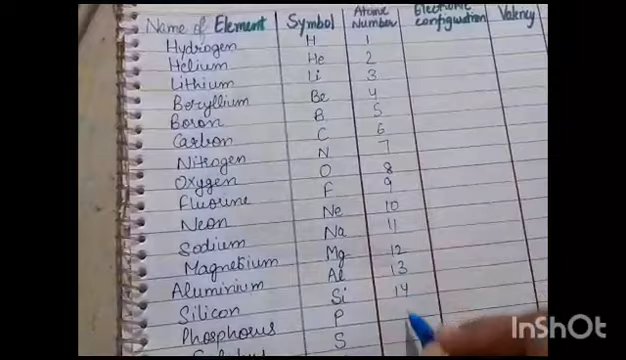 Name of Element Symbol Atomic Number Electronic configuration Valency
Hydrogen H 1
Helium He 2
Lithium Li 3
Beryllium Be 4
Boron B 5
Carbon C 6
Nitrogen N 7
Oxygen O 8
Fluorine F 9
Neon Ne 10
Sodium Na 11
Magnesium Mg 12
Aluminium Al 13
Silicon Si 14
Phosphorus P
S
InShOt